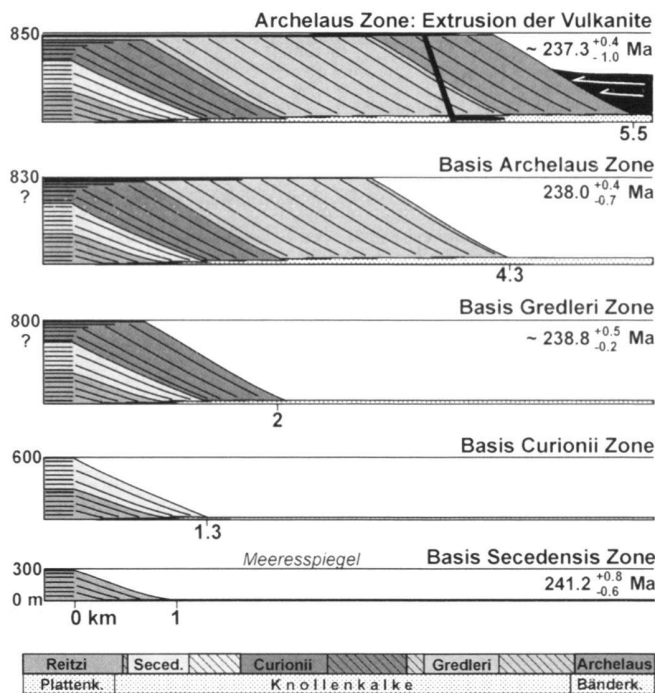 Archelaus Zone: Extrusion der Vulkanite
850
~ 237.3 +0.4 -1.0 Ma
5.5
Basis Archelaus Zone
830
?
238.0 +0.4 -0.7 Ma
4.3
Basis Gredleri Zone
800
?
~ 238.8 +0.5 -0.2 Ma
2
Basis Curionii Zone
600
1.3
Meeresspiegel Basis Secedensis Zone
300
241.2 +0.8 -0.6 Ma
0 m
0 km 1
Reitzi Seced. Curionii Gredleri Archelaus
Plattenk. Knollenkalke Bänderk.